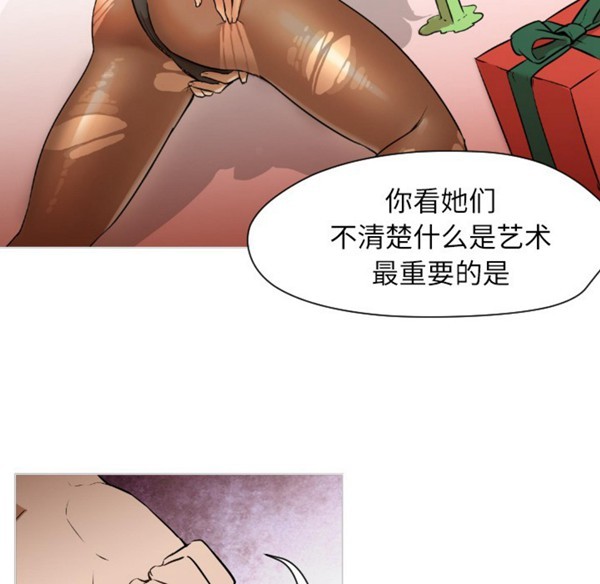 你看她们
不清楚什么是艺术
最重要的是